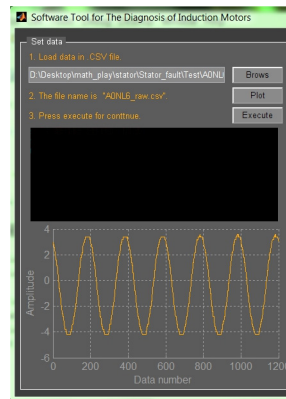 Software Tool for The Diagnosis of Induction Motors
Set data
1. Load data in .CSV file.
D:\Desktop\math_play\stator\Stator_fault\Test\A0NL
Brows
2. The file name is "A0NL6_raw.csv".
Plot
3. Press execute for conttnue.
Execute
4
2
0
-2
-4
-6
Amplitude
0 200 400 600 800 1000 1200
Data number